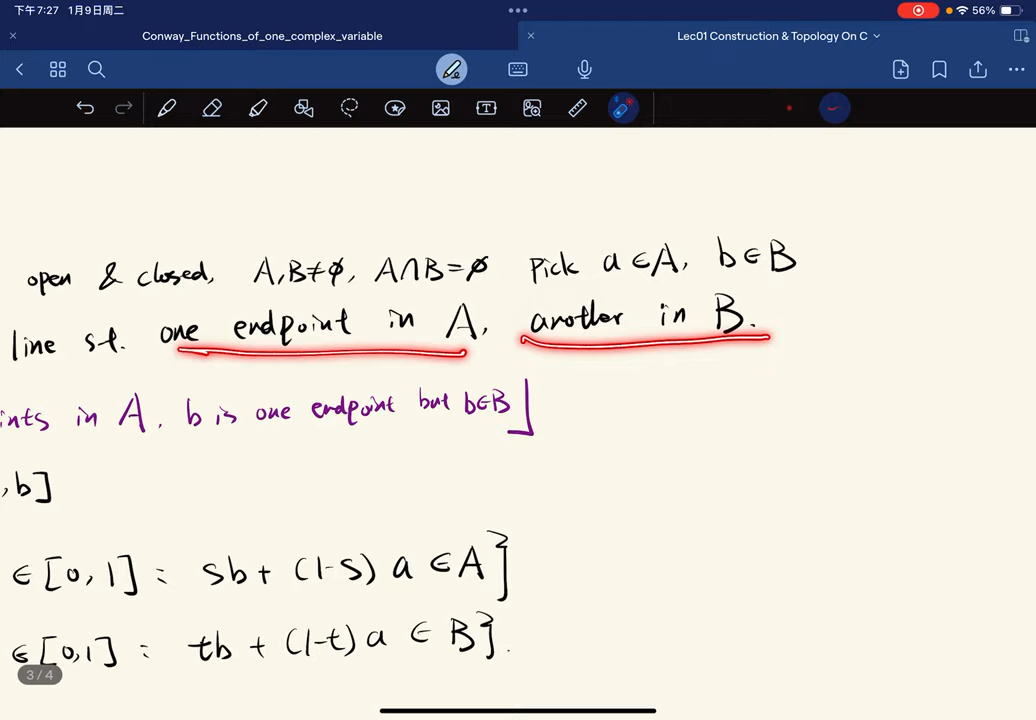 下午7:27 1月9日周二
56%
Conway_Functions_of_one_complex_variable
Lec01 Construction & Topology On C
open & closed, A,B≠∅, A∩B=∅ Pick a∈A, b∈B
line st. one endpoint in A, another in B.
ints in A, b is one endpoint but b∈B]
,b]
∈[0,1] : sb+(1-s) a ∈A}
∈[0,1] : tb+(1-t)a ∈ B}.
3/4